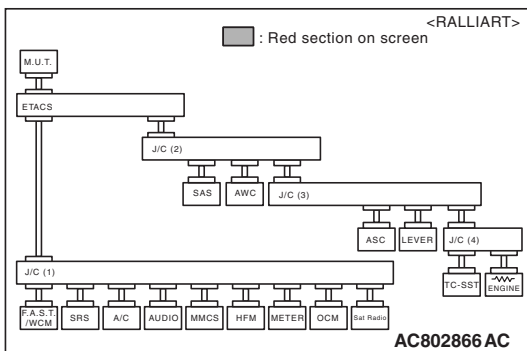 <RALLIART>
: Red section on screen
M.U.T.
ETACS
J/C (2)
SAS
AWC
J/C (3)
ASC
LEVER
J/C (4)
TC-SST
ENGINE
J/C (1)
F.A.S.T.
/WCM
SRS
A/C
AUDIO
MMCS
HFM
METER
OCM
Sat Radio
AC802866 AC